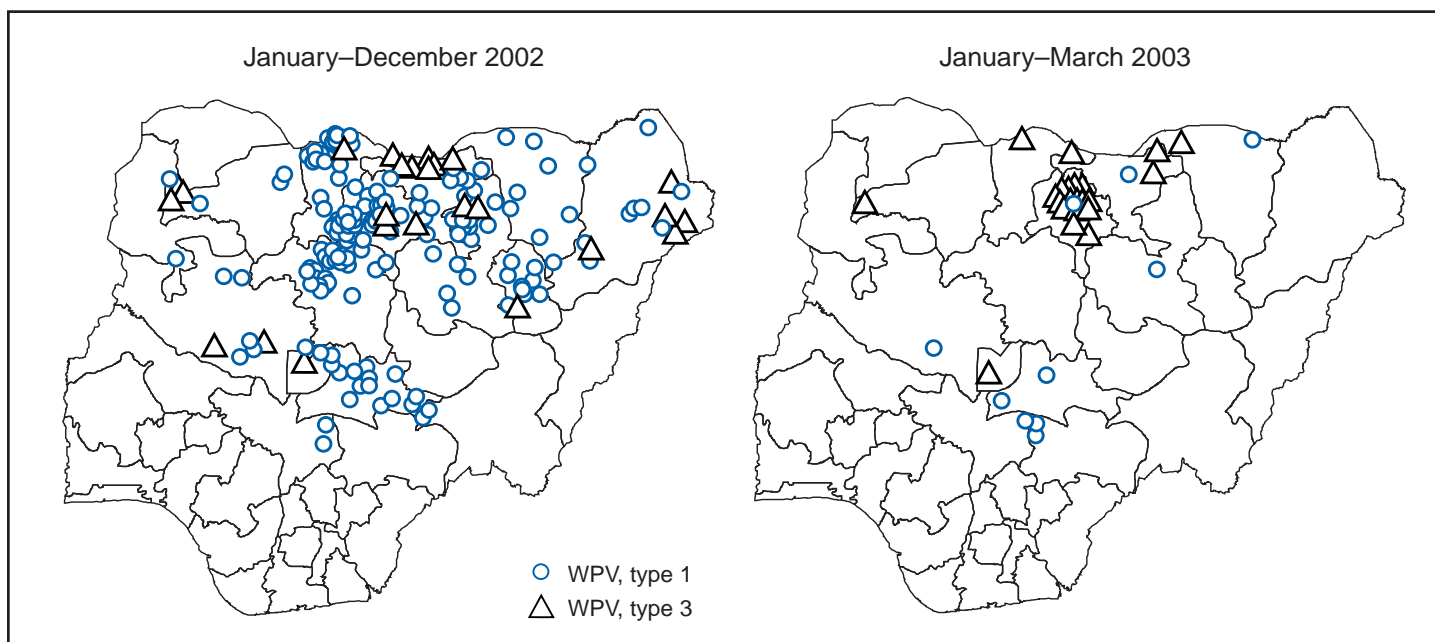 January–December 2002
January–March 2003
WPV, type 1
WPV, type 3